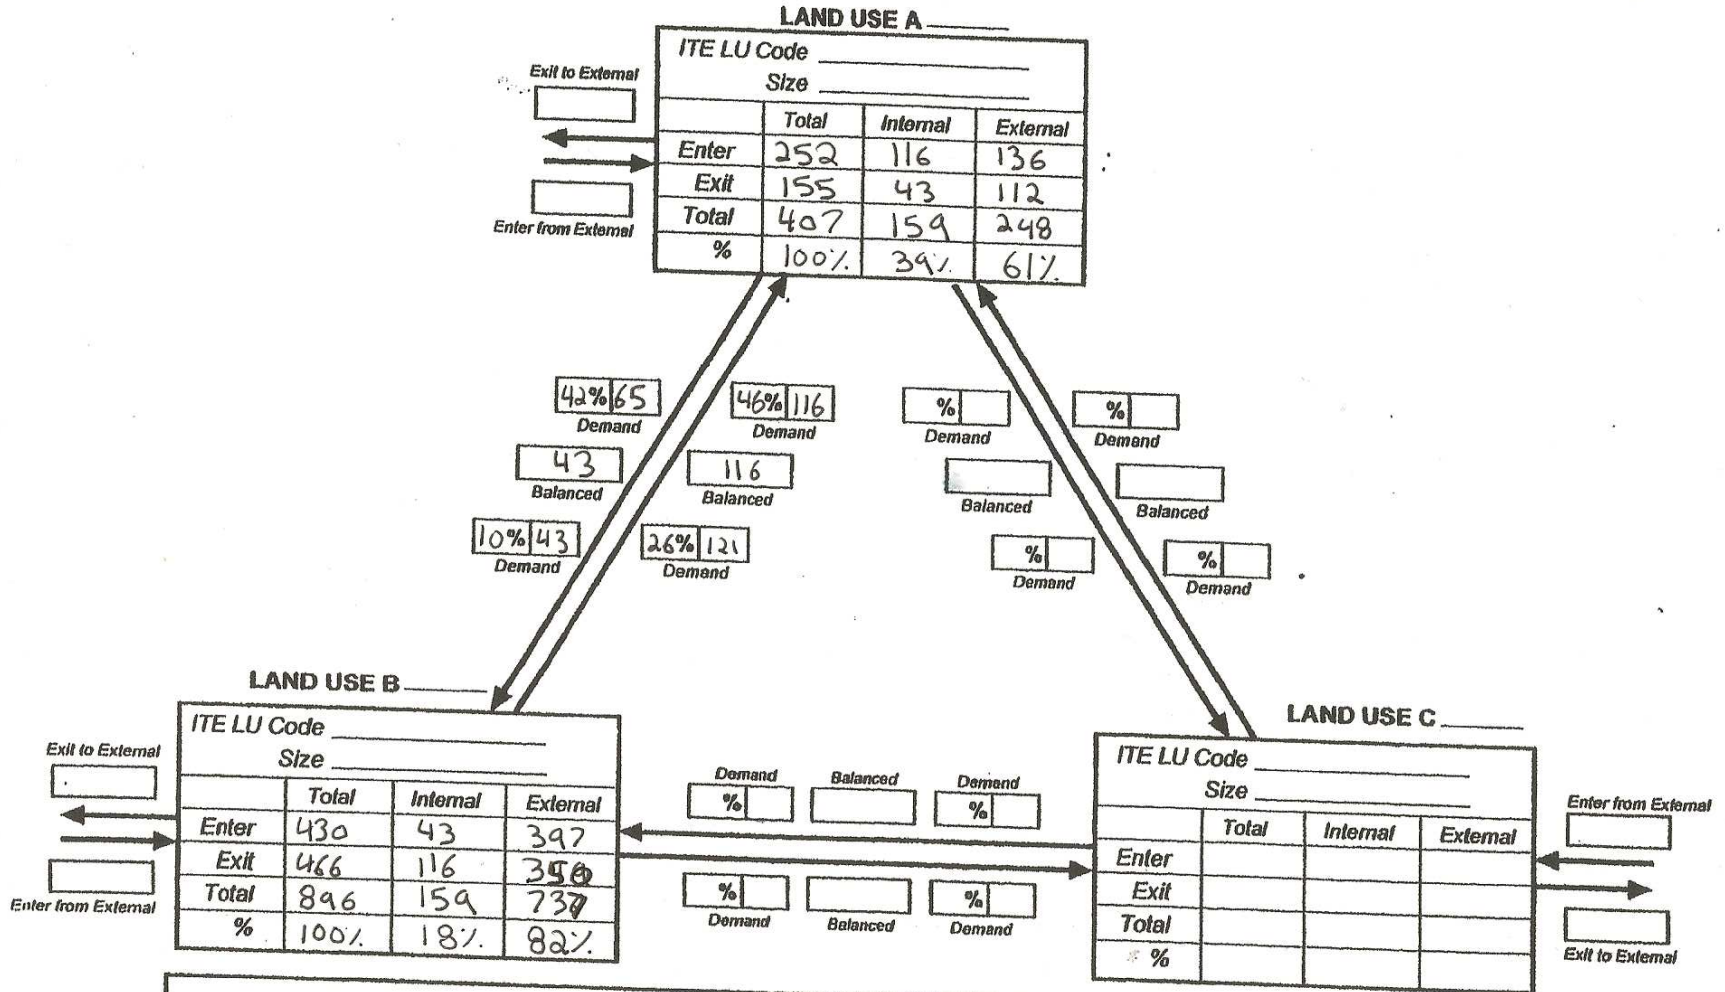 LAND USE A
ITE LU Code
Size
Total Internal External
Enter 252 116 136
Exit 155 43 112
Total 407 159 248
% 100% 39% 61%
Exit to External
Enter from External
42% 65
Demand
43
Balanced
10% 43
Demand
46% 116
Demand
116
Balanced
26% 121
Demand
%
Demand
Balanced
%
Demand
%
Demand
Balanced
%
Demand
LAND USE B
ITE LU Code
Size
Total Internal External
Enter 430 43 397
Exit 466 116
Total 896 159
% 100% 18% 82%
Exit to External
Enter from External
Demand Balanced Demand
% %
% %
Demand Balanced Demand
LAND USE C
ITE LU Code
Size
Total Internal External
Enter
Exit
Total
%
Enter from External
Exit to External